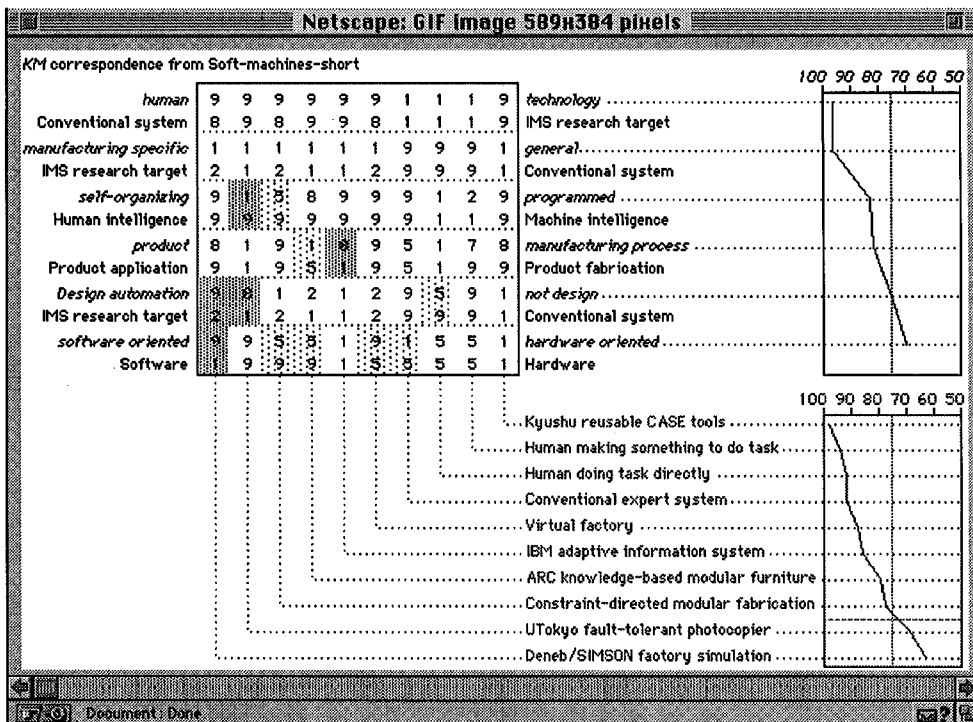 Netscape: GIF image 589x384 pixels
KM correspondence from Soft-machines-short
100 90 80 70 60 50
human 9 9 9 9 9 9 1 1 1 9 technology
Conventional system 8 9 8 9 9 8 1 1 1 9 IMS research target
manufacturing specific 1 1 1 1 1 1 9 9 9 1 general
IMS research target 2 1 2 1 1 2 9 9 9 1 Conventional system
self-organizing 9 1 5 8 9 9 9 1 2 9 programmed
Human intelligence 9 9 9 9 9 9 9 1 1 9 Machine intelligence
product 8 1 9 1 9 5 1 7 8 manufacturing process
Product application 9 1 9 5 1 9 5 1 9 9 Product fabrication
Design automation 9 8 1 2 1 2 9 5 9 1 not design
IMS research target 2 1 2 1 1 2 9 9 9 1 Conventional system
software oriented 9 9 5 5 1 9 1 5 5 1 hardware oriented
Software 1 9 9 9 1 5 5 5 5 1 Hardware
100 90 80 70 60 50
Kyushu reusable CASE tools
Human making something to do task
Human doing task directly
Conventional expert system
Virtual factory
IBM adaptive information system
ARC knowledge-based modular furniture
Constraint-directed modular fabrication
UTokyo fault-tolerant photocopier
Deneb/SIMSON factory simulation
Document: Done